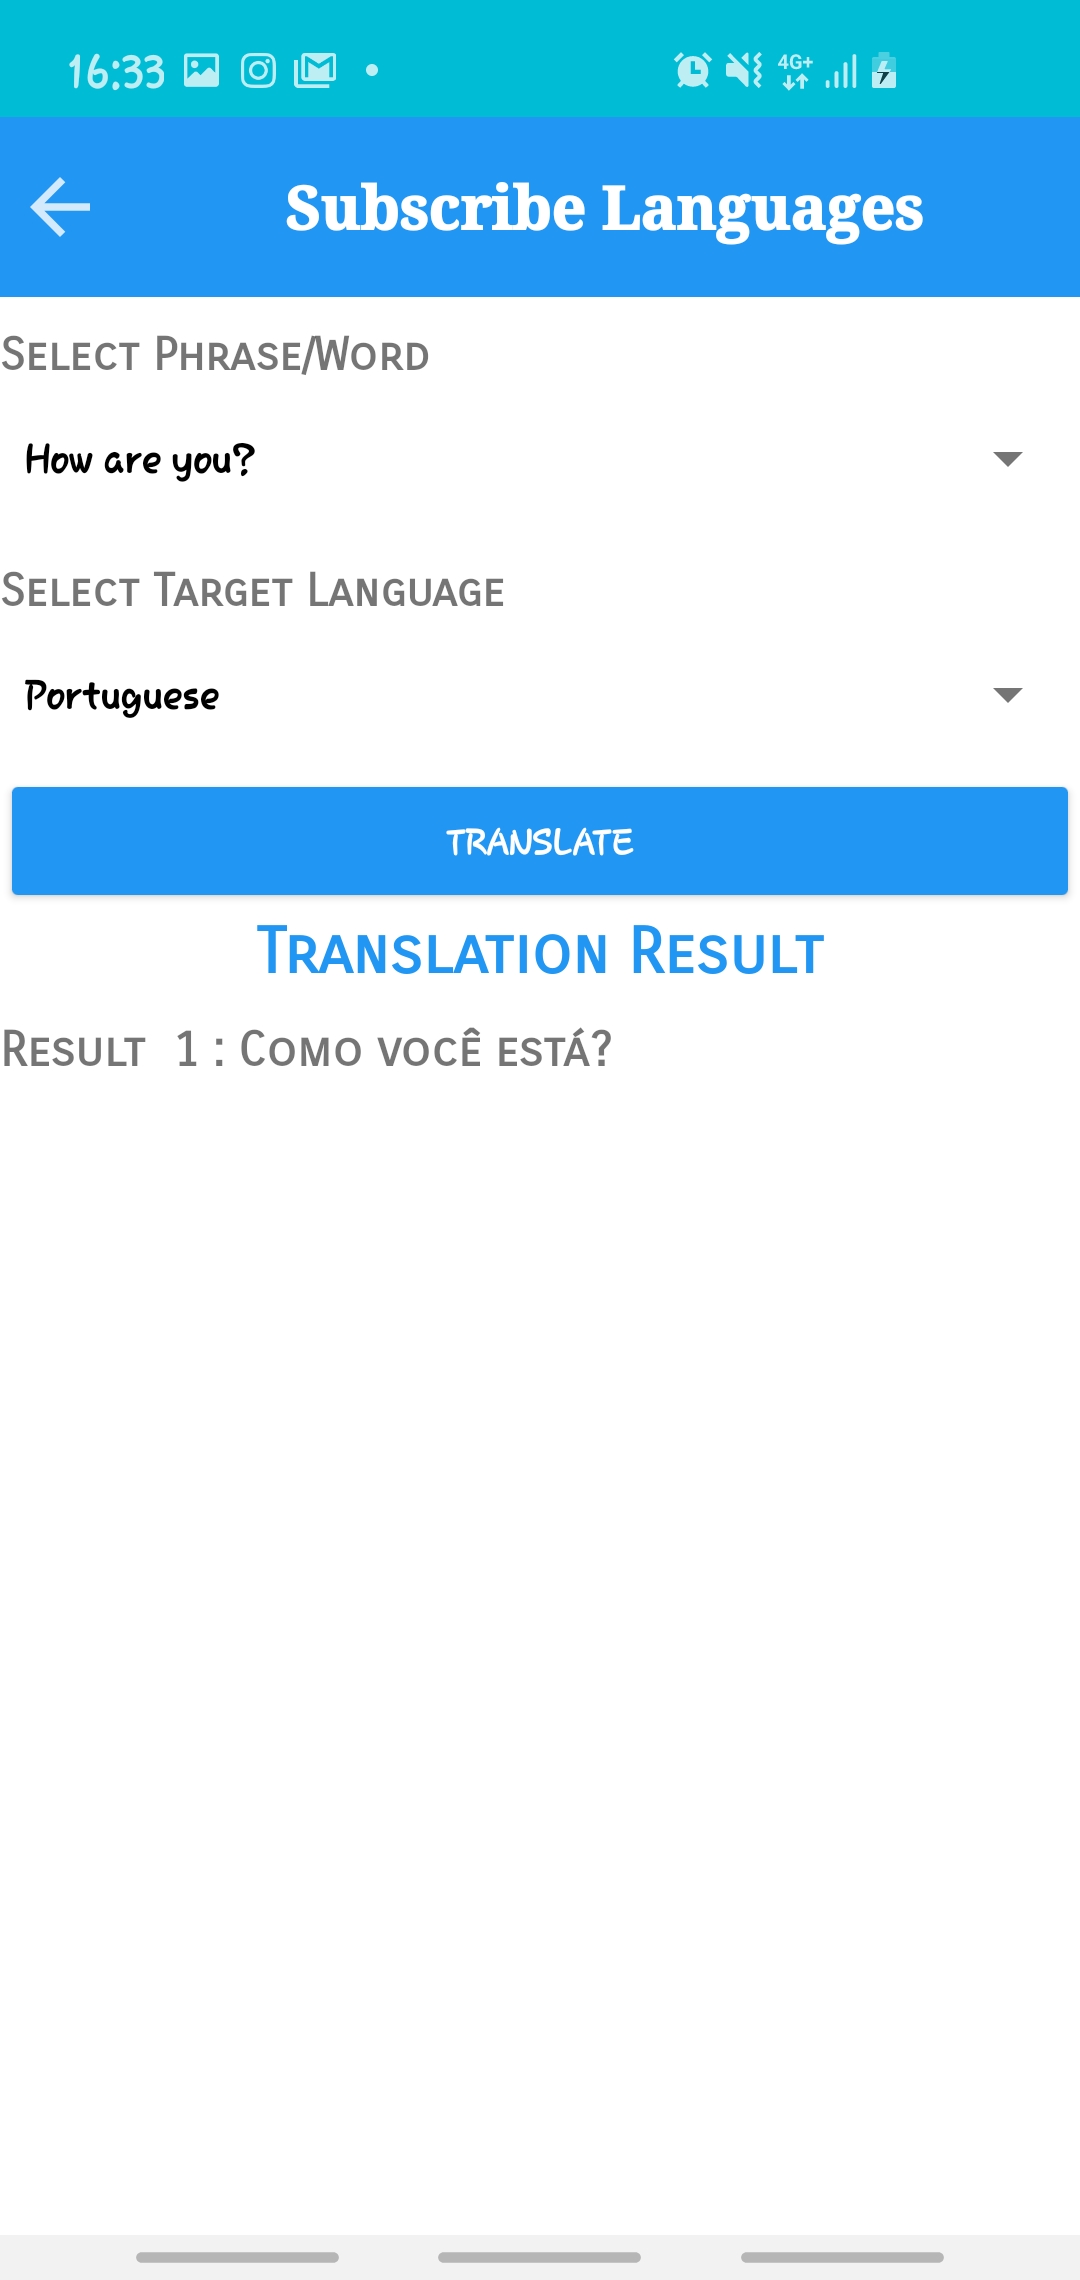 16:33
4G+
Subscribe Languages
Select Phrase/Word
How are you?
Select Target Language
Portuguese
TRANSLATE
Translation Result
Result 1 : Como você está?